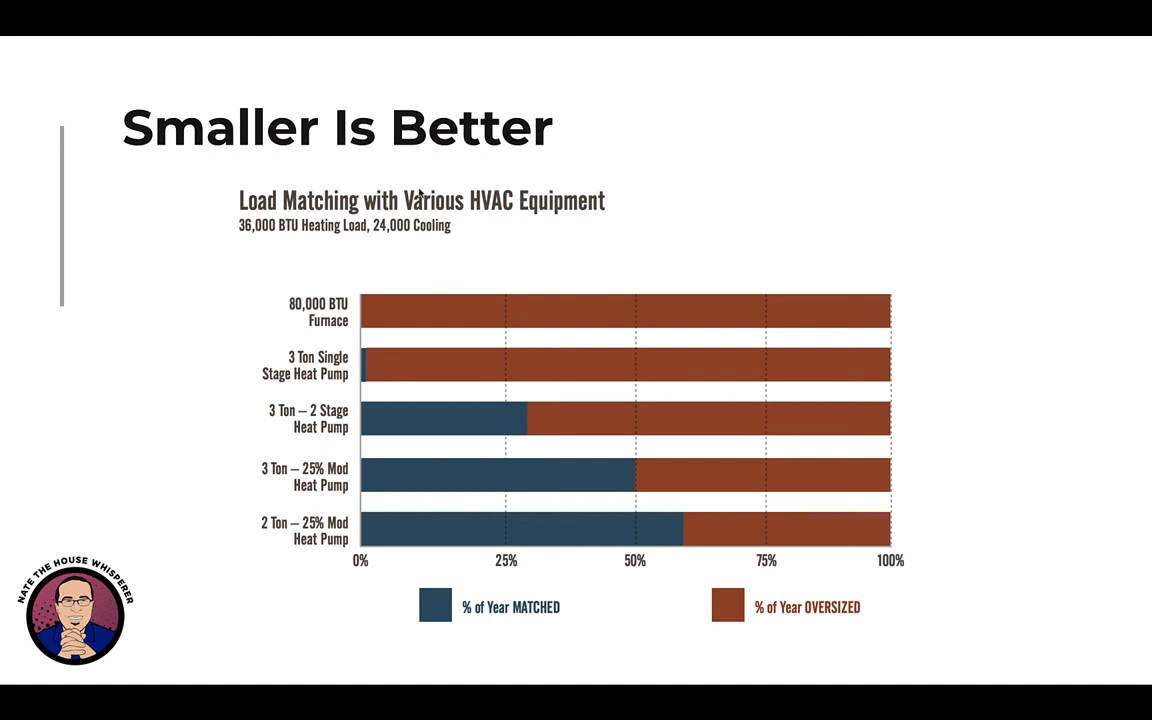 Smaller Is Better
Load Matching with Various HVAC Equipment
36,000 BTU Heating Load, 24,000 Cooling
80,000 BTU
Furnace
3 Ton Single
Stage Heat Pump
3 Ton – 2 Stage
Heat Pump
3 Ton – 25% Mod
Heat Pump
2 Ton – 25% Mod
Heat Pump
0% 25% 50% 75% 100%
% of Year MATCHED
% of Year OVERSIZED
NATE THE HOUSE WHISPERER